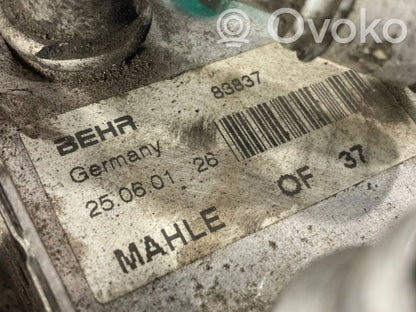 Ovoko
83837
BEHR
Germany
25.06.01 26
MAHLE OF 37